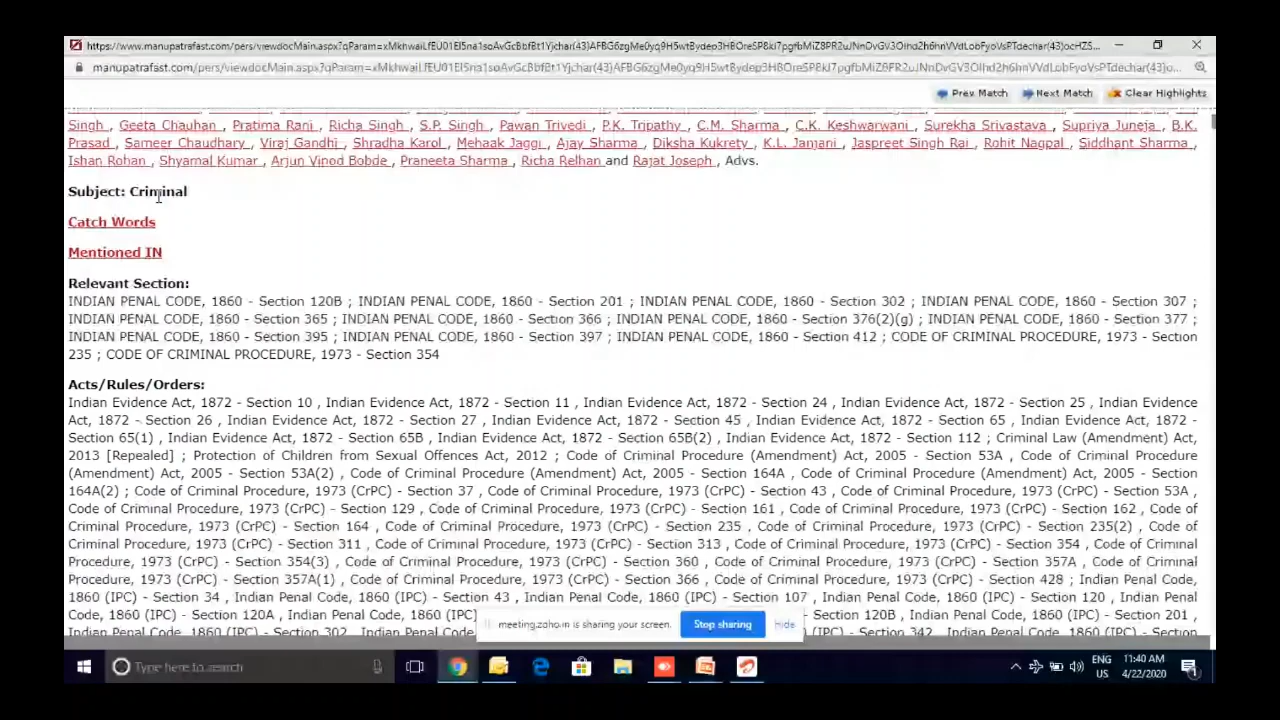 Prev Match Next Match Clear Highlights
Singh , Geeta Chauhan , Pratima Rani , Richa Singh , S.P. Singh , Pawan Trivedi , P.K. Tripathy , C.M. Sharma , C.K. Keshwarwani , Surekha Srivastava , Supriya Juneja , B.K.
Prasad , Sameer Chaudhary , Viraj Gandhi , Shradha Karol , Mehaak Jaggi , Ajay Sharma , Diksha Kukrety , K.L. Janjani , Jaspreet Singh Rai , Rohit Nagpal , Siddhant Sharma ,
Ishan Rohan , Shyamal Kumar , Arjun Vinod Bobde , Praneeta Sharma , Richa Relhan and Rajat Joseph , Advs.
Subject: Criminal
Catch Words
Mentioned IN
Relevant Section:
INDIAN PENAL CODE, 1860 - Section 120B ; INDIAN PENAL CODE, 1860 - Section 201 ; INDIAN PENAL CODE, 1860 - Section 302 ; INDIAN PENAL CODE, 1860 - Section 307 ;
INDIAN PENAL CODE, 1860 - Section 365 ; INDIAN PENAL CODE, 1860 - Section 366 ; INDIAN PENAL CODE, 1860 - Section 376(2)(g) ; INDIAN PENAL CODE, 1860 - Section 377 ;
INDIAN PENAL CODE, 1860 - Section 395 ; INDIAN PENAL CODE, 1860 - Section 397 ; INDIAN PENAL CODE, 1860 - Section 412 ; CODE OF CRIMINAL PROCEDURE, 1973 - Section
235 ; CODE OF CRIMINAL PROCEDURE, 1973 - Section 354
Acts/Rules/Orders:
Indian Evidence Act, 1872 - Section 10 , Indian Evidence Act, 1872 - Section 11 , Indian Evidence Act, 1872 - Section 24 , Indian Evidence Act, 1872 - Section 25 , Indian Evidence
Act, 1872 - Section 26 , Indian Evidence Act, 1872 - Section 27 , Indian Evidence Act, 1872 - Section 45 , Indian Evidence Act, 1872 - Section 65 , Indian Evidence Act, 1872 -
Section 65(1) , Indian Evidence Act, 1872 - Section 65B , Indian Evidence Act, 1872 - Section 65B(2) , Indian Evidence Act, 1872 - Section 112 ; Criminal Law (Amendment) Act,
2013 [Repealed] ; Protection of Children from Sexual Offences Act, 2012 ; Code of Criminal Procedure (Amendment) Act, 2005 - Section 53A , Code of Criminal Procedure
(Amendment) Act, 2005 - Section 53A(2) , Code of Criminal Procedure (Amendment) Act, 2005 - Section 164A , Code of Criminal Procedure (Amendment) Act, 2005 - Section
164A(2) ; Code of Criminal Procedure, 1973 (CrPC) - Section 37 , Code of Criminal Procedure, 1973 (CrPC) - Section 43 , Code of Criminal Procedure, 1973 (CrPC) - Section 53A ,
Code of Criminal Procedure, 1973 (CrPC) - Section 129 , Code of Criminal Procedure, 1973 (CrPC) - Section 161 , Code of Criminal Procedure, 1973 (CrPC) - Section 162 , Code of
Criminal Procedure, 1973 (CrPC) - Section 164 , Code of Criminal Procedure, 1973 (CrPC) - Section 235 , Code of Criminal Procedure, 1973 (CrPC) - Section 235(2) , Code of
Criminal Procedure, 1973 (CrPC) - Section 311 , Code of Criminal Procedure, 1973 (CrPC) - Section 313 , Code of Criminal Procedure, 1973 (CrPC) - Section 354 , Code of Criminal
Procedure, 1973 (CrPC) - Section 354(3) , Code of Criminal Procedure, 1973 (CrPC) - Section 360 , Code of Criminal Procedure, 1973 (CrPC) - Section 357A , Code of Criminal
Procedure, 1973 (CrPC) - Section 357A(1) , Code of Criminal Procedure, 1973 (CrPC) - Section 366 , Code of Criminal Procedure, 1973 (CrPC) - Section 428 ; Indian Penal Code,
1860 (IPC) - Section 34 , Indian Penal Code, 1860 (IPC) - Section 43 , Indian Penal Code, 1860 (IPC) - Section 107 , Indian Penal Code, 1860 (IPC) - Section 120 , Indian Penal
Code, 1860 (IPC) - Section 120A , Indian Penal Code, 1860 (IPC) - Section 120B , Indian Penal Code, 1860 (IPC) - Section 201 ,
Indian Penal Code, 1860 (IPC) - Section 302 , Indian Penal Code, 1860 (IPC) - Section 342 , Indian Penal Code, 1860 (IPC) - Section
meeting.zoho.in is sharing your screen. Stop sharing hide
Type here to search
ENG 11:40 AM
US 4/22/2020